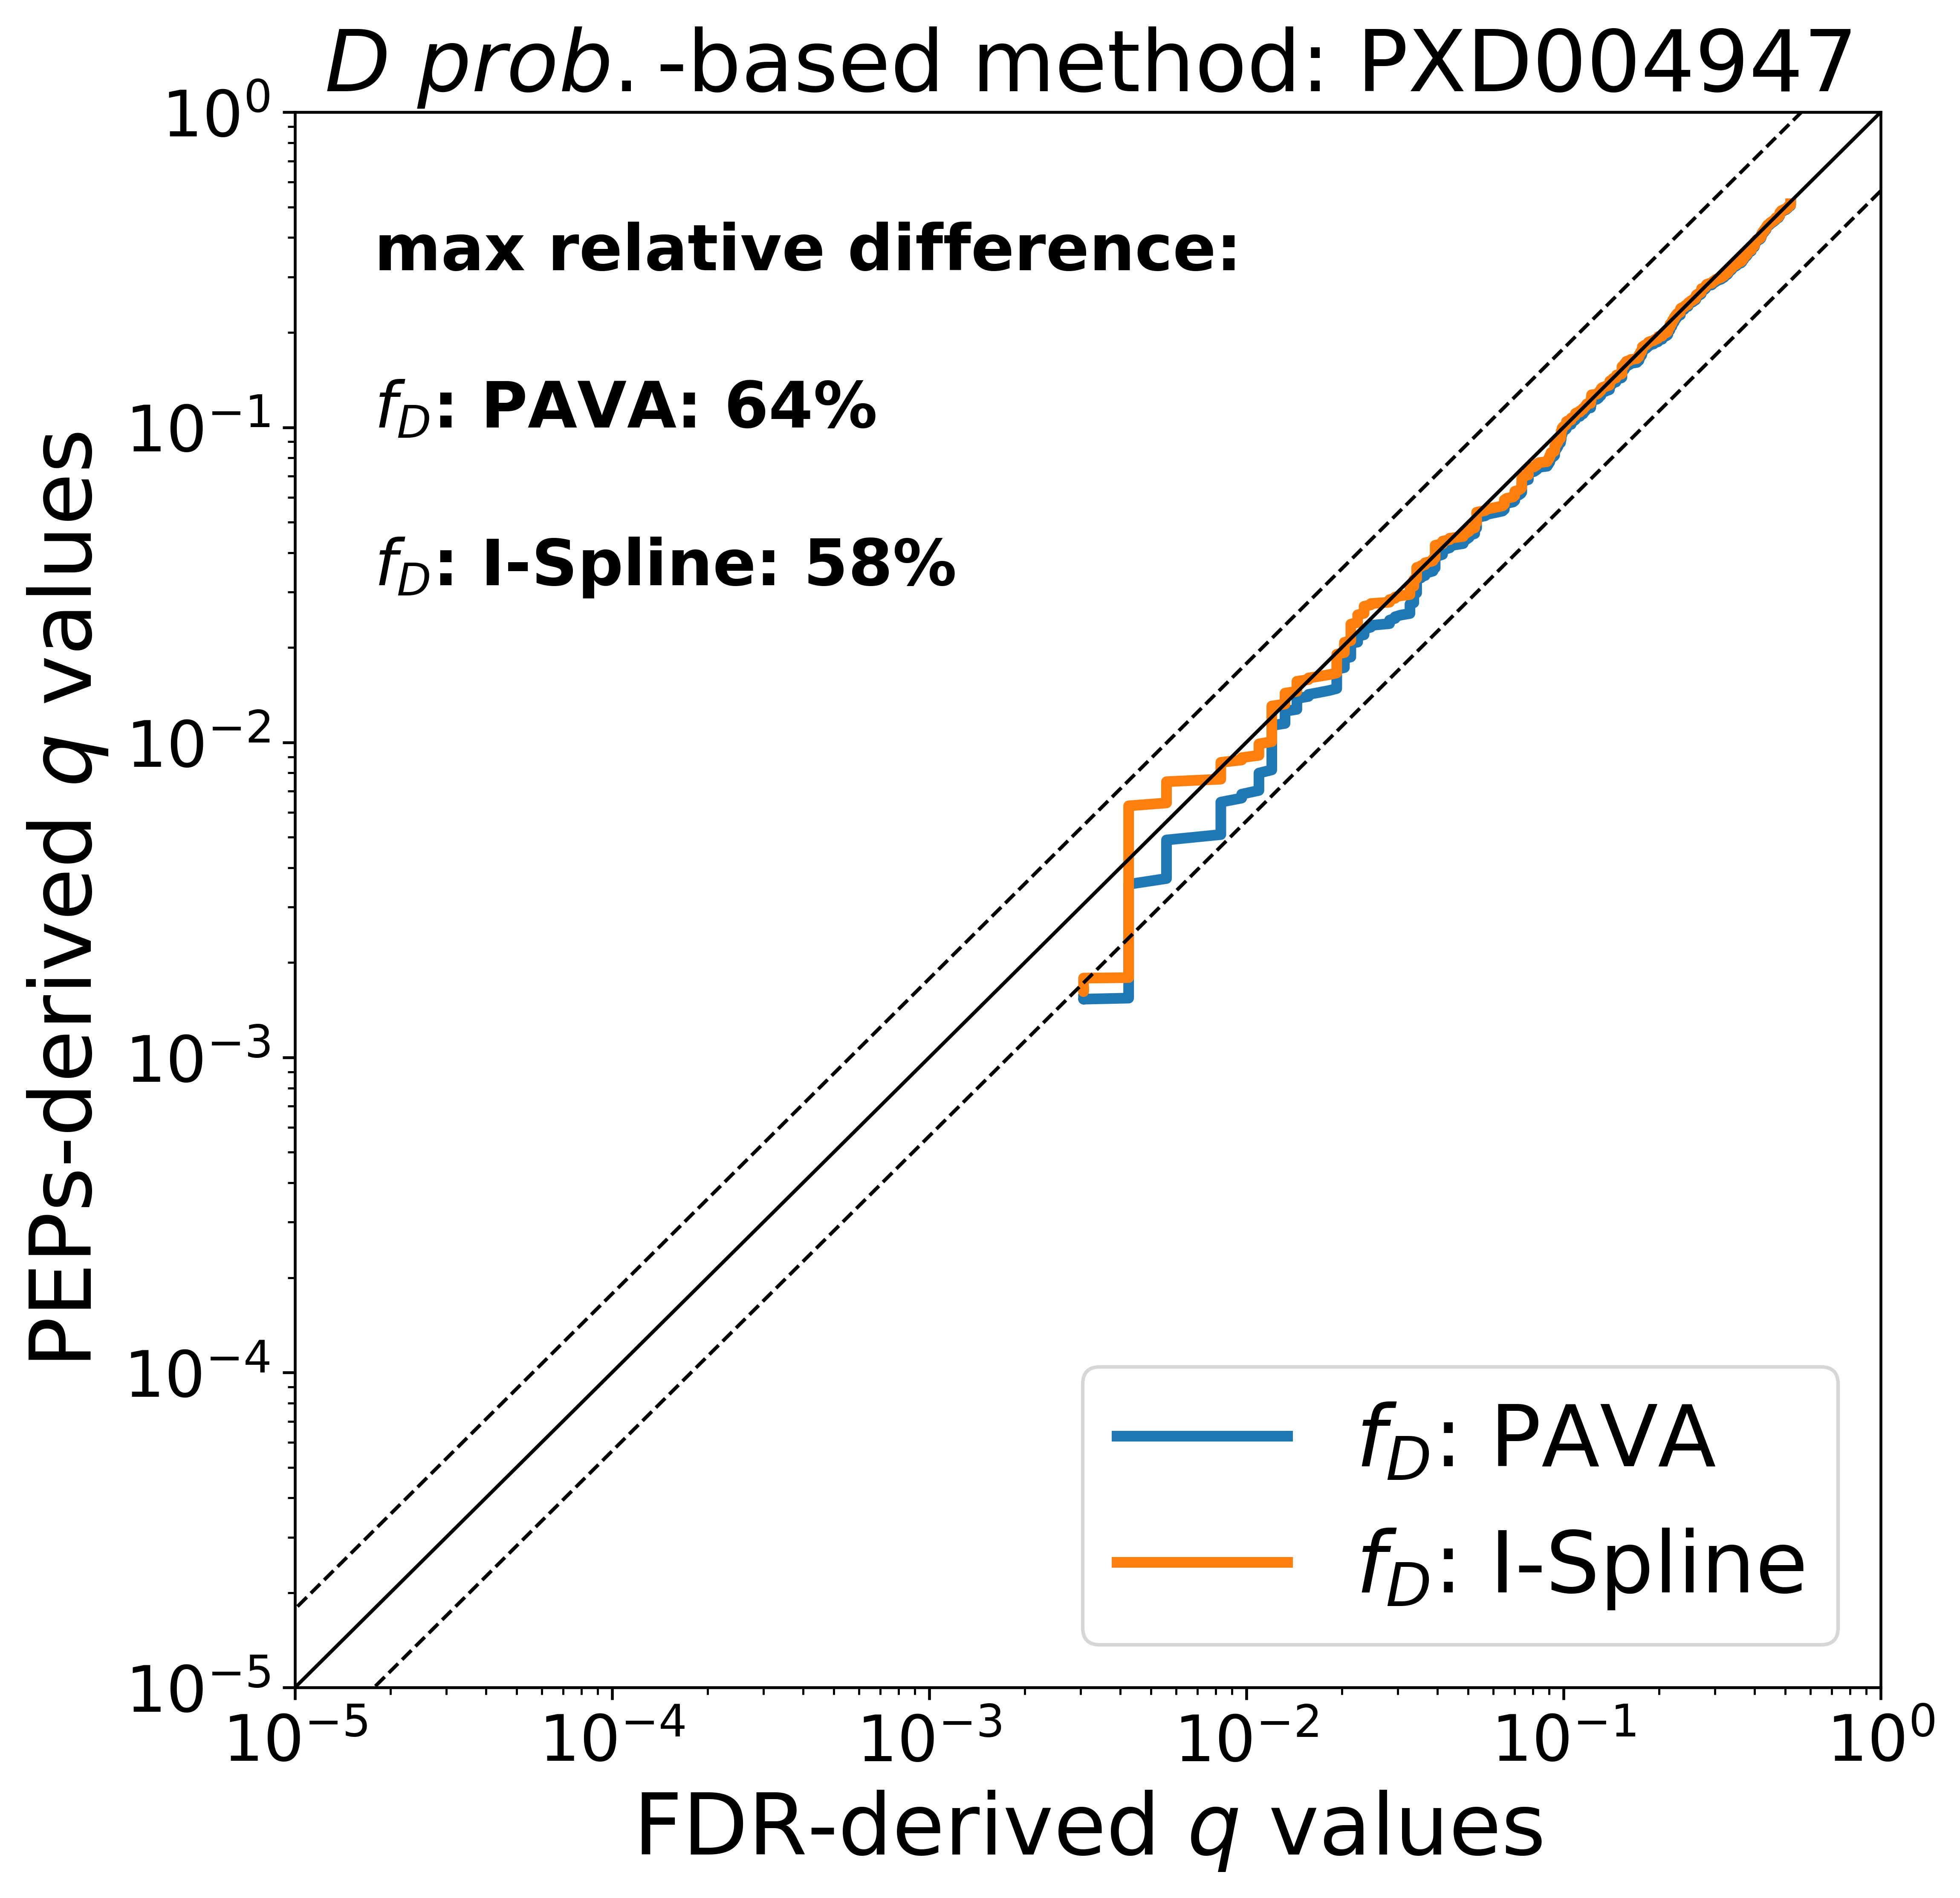 D prob.-based method: PXD004947
max relative difference:
f_D: PAVA: 64%
f_D: I-Spline: 58%
PEPs-derived q values
10^0
10^−1
10^−2
10^−3
10^−4
10^−5
f_D: PAVA
f_D: I-Spline
10^−5 10^−4 10^−3 10^−2 10^−1 10^0
FDR-derived q values